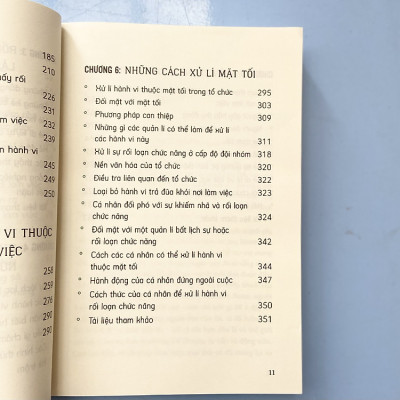 185
210
ấy rối
226
231
àm việc
232
239
n hành vi
245
250
VI THUỘC
VIỆC
258
259
276
290
290
CHƯƠNG 6: NHỮNG CÁCH XỬ LÍ MẶT TỐI
• Xử lí hành vi thuộc mặt tối trong tổ chức 295
• Đối mặt với mặt tối 303
• Phương pháp can thiệp 309
• Những gì các quản lí có thể làm để xử lí
các hành vi này 311
• Xử lí sự rối loạn chức năng ở cấp độ đội nhóm 318
• Nền văn hóa của tổ chức 320
• Điều tra liên quan đến tổ chức 322
• Loại bỏ hành vi trả đũa khỏi nơi làm việc 323
• Cá nhân đối phó với sự khiếm nhã và rối loạn
chức năng 324
• Đối mặt với một quản lí bất lịch sự hoặc
rối loạn chức năng 342
• Cách các cá nhân có thể xử lí hành vi
thuộc mặt tối 344
• Hành động của cá nhân đứng ngoài cuộc 347
• Cách thức của cá nhân để xử lí hành vi
rối loạn chức năng 350
• Tài liệu tham khảo 351
11